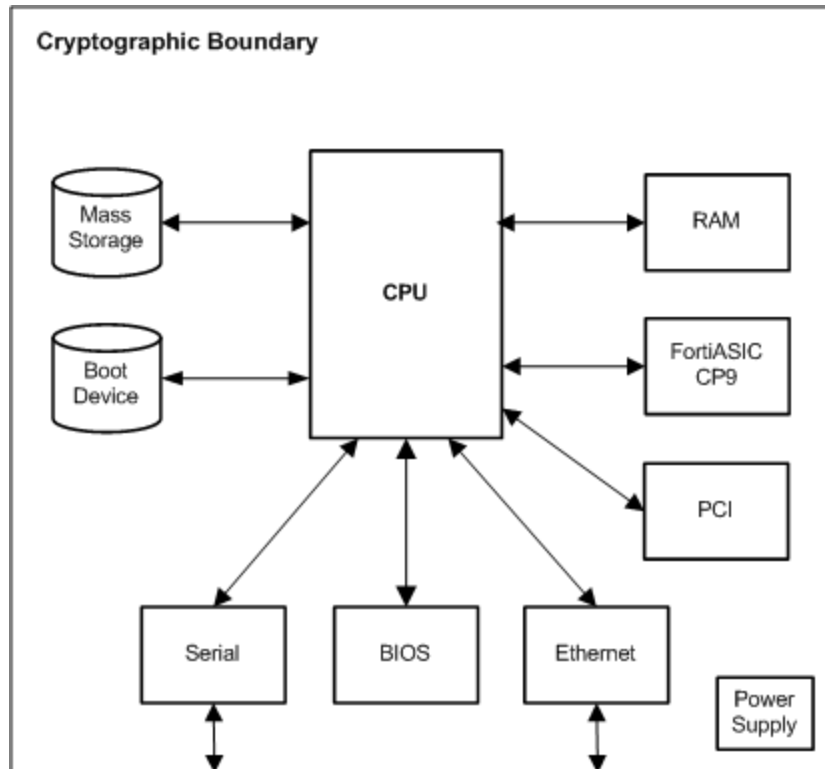 Cryptographic Boundary
Mass
Storage
CPU
RAM
Boot
Device
FortiASIC
CP9
PCI
Serial
BIOS
Ethernet
Power
Supply